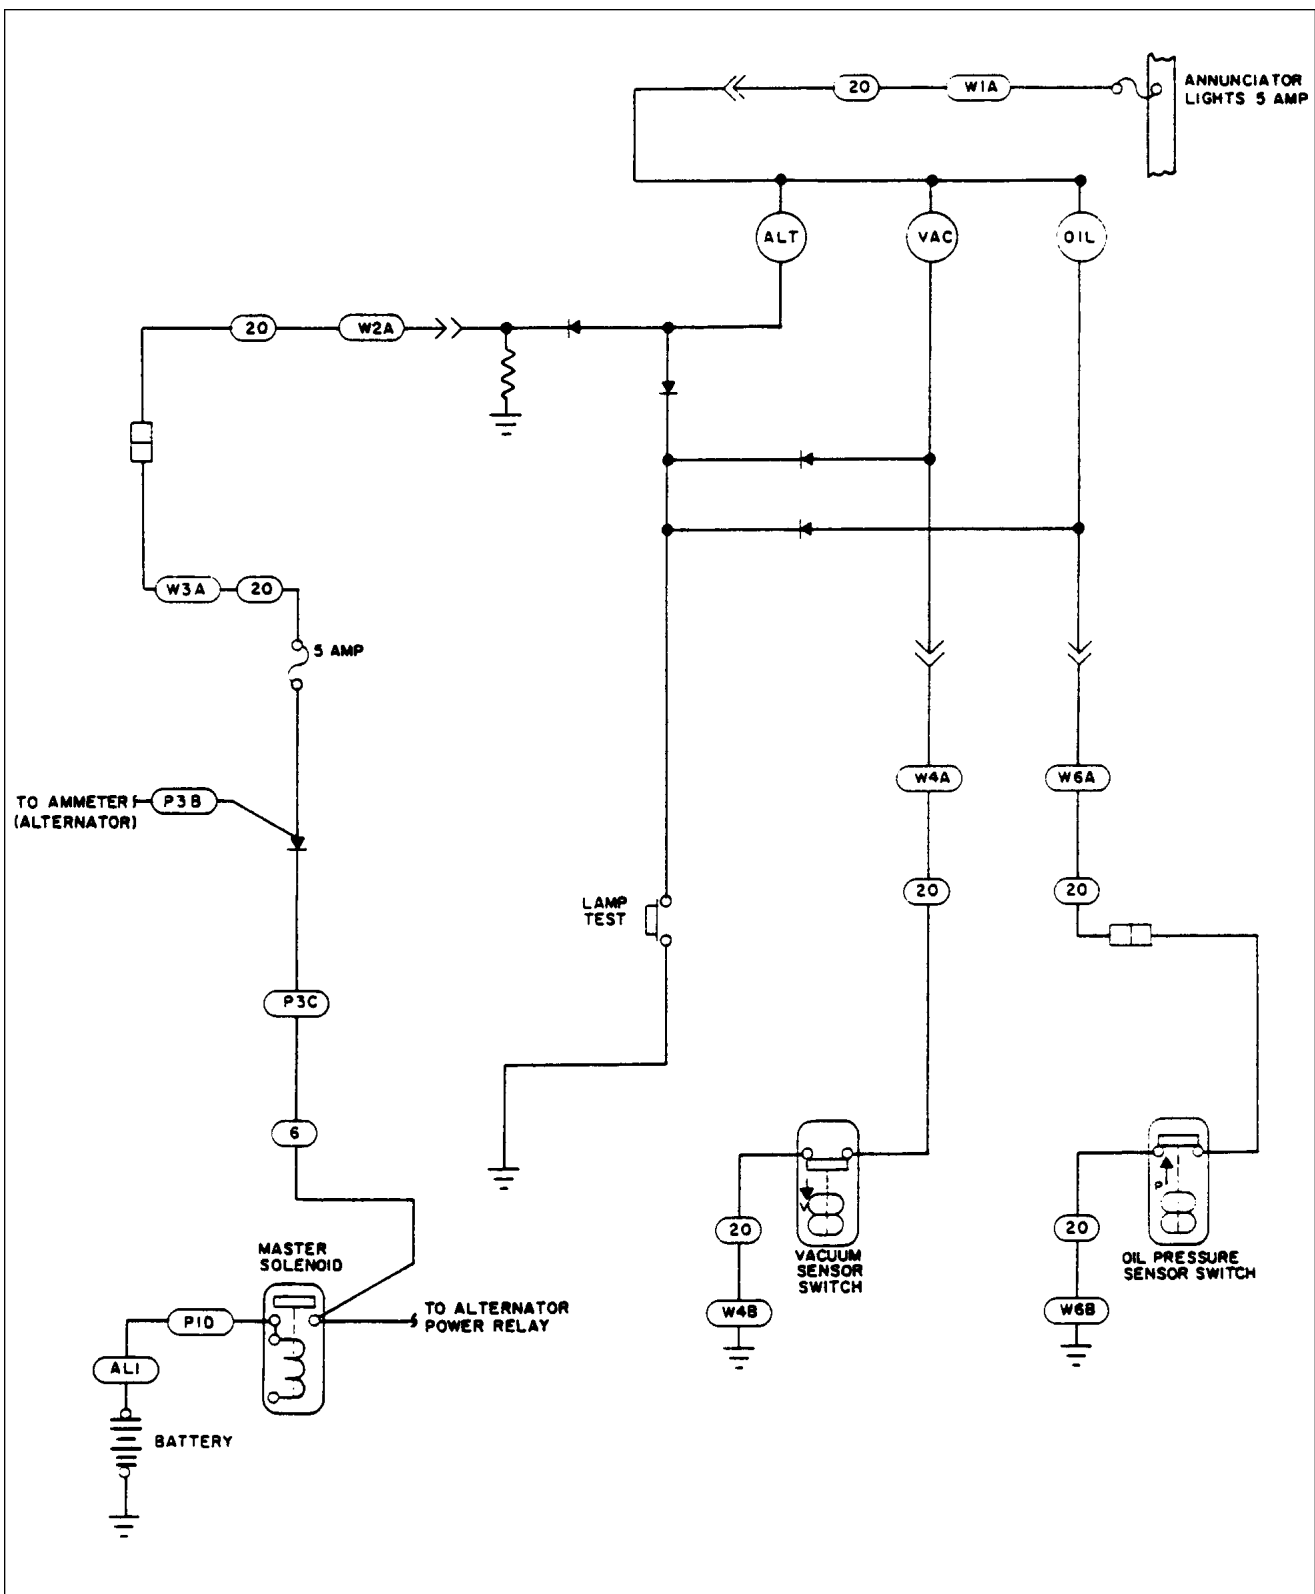 ANNUNCIATOR
LIGHTS 5 AMP
20
W1A
ALT
VAC
OIL
20
W2A
W3A
20
5 AMP
TO AMMETER
(ALTERNATOR)
P3B
W4A
W6A
LAMP
TEST
20
20
P3C
6
MASTER
SOLENOID
V
P
20
20
VACUUM
SENSOR
SWITCH
OIL PRESSURE
SENSOR SWITCH
P1D
TO ALTERNATOR
POWER RELAY
W4B
W6B
AL1
BATTERY